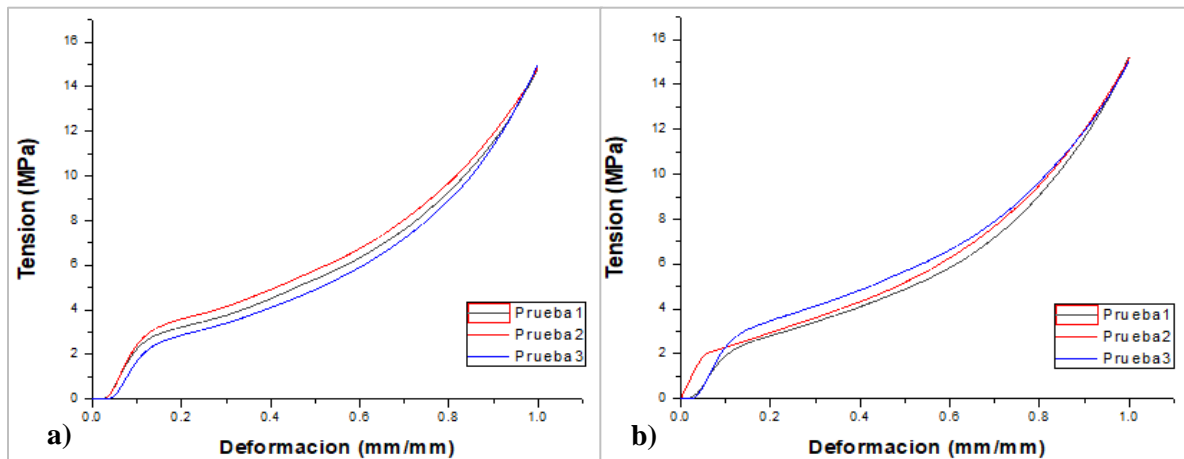 16
14
12
10
8
6
4
2
0
Tension (MPa)
0.0 0.2 0.4 0.6 0.8 1.0
Deformacion (mm/mm)
Prueba1
Prueba2
Prueba3
a)
16
14
12
10
8
6
4
2
0
Tension (MPa)
0.0 0.2 0.4 0.6 0.8 1.0
Deformacion (mm/mm)
Prueba1
Prueba2
Prueba3
b)